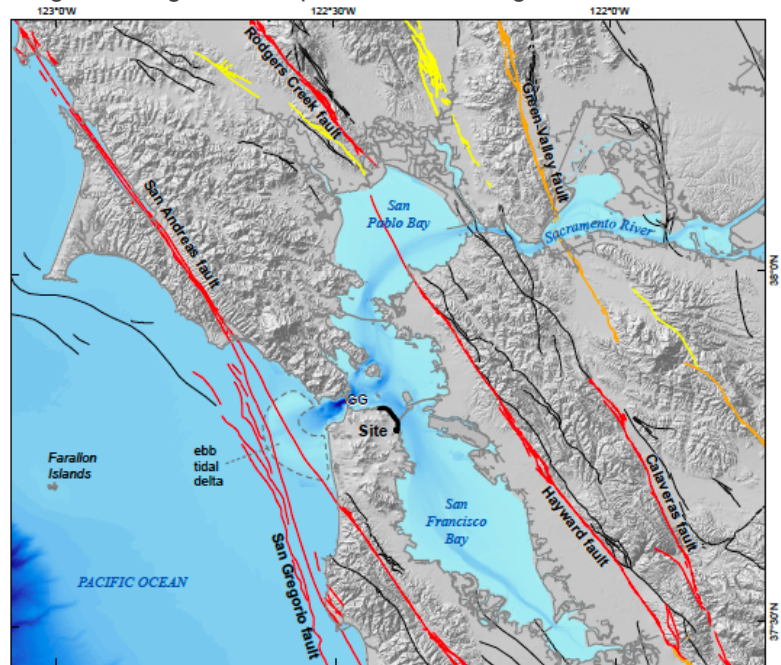 123°0'W
122°30'W
122°0'W
Rodgers Creek fault
Green Valley fault
San Andreas fault
San
Pablo Bay
Sacramento River
38°0'N
GG
Site
ebb
tidal
delta
Farallon
Islands
Calaveras fault
San
Francisco
Bay
Hayward fault
San Gregorio fault
PACIFIC OCEAN
37°30'N